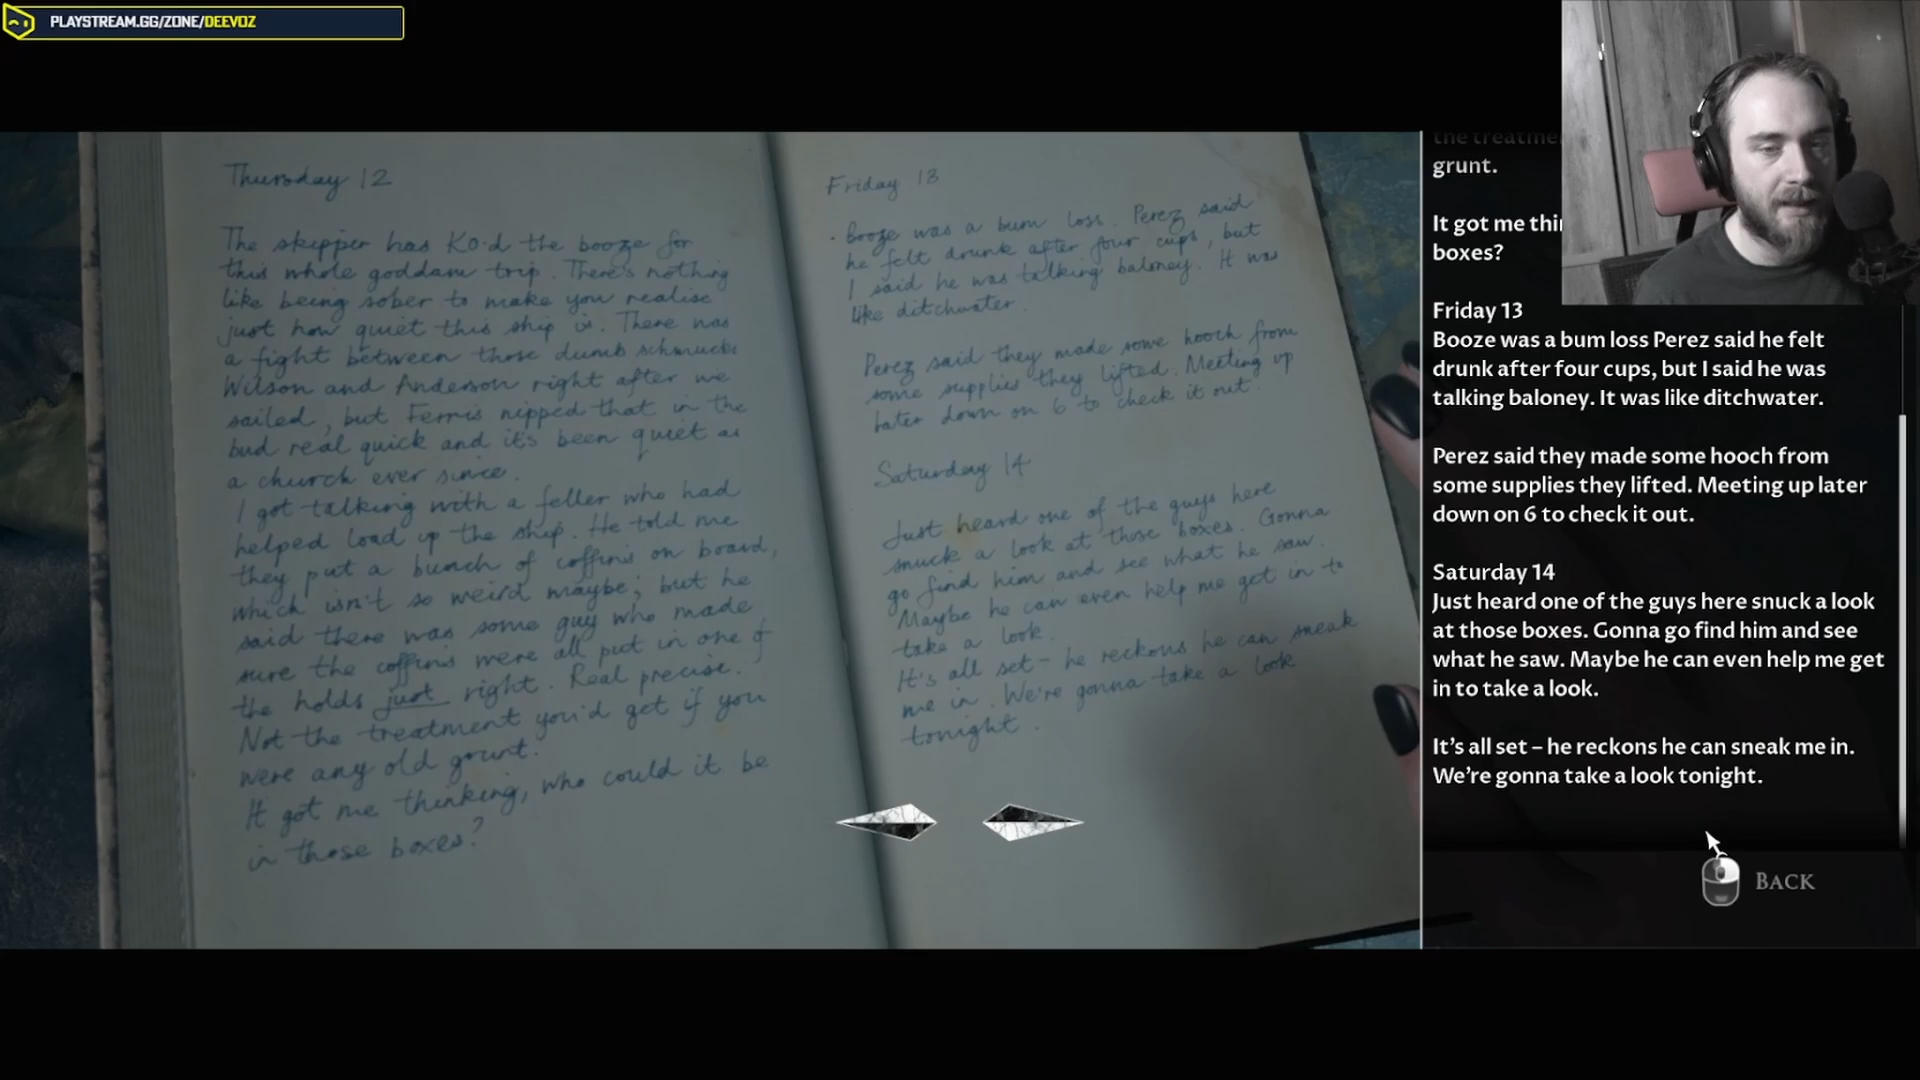 PLAYSTREAM.GG/ZONE/DEEVOZ
Thursday 12
The skipper has KO'd the booze for
this whole goddam trip. There's nothing
like being sober to make you realise
just how quiet this ship is. There was
a fight between those dumb schmucks
Wilson and Anderson right after we
sailed, but Ferris nipped that in the
bud real quick and it's been quiet as
a church ever since.
I got talking with a feller who had
helped load up the ship. He told me
they put a bunch of coffins on board,
which isn't so weird maybe; but he
said there was some guy who made
sure the coffins were all put in one of
the holds just right. Real precise.
Not the treatment you'd get if you
were any old grunt.
It got me thinking, who could it be
in those boxes?
Friday 13
Booze was a bum loss. Perez said
he felt drunk after four cups, but
I said he was talking baloney. It was
like ditchwater.
Perez said they made some hooch from
some supplies they lifted. Meeting up
later down on 6 to check it out.
Saturday 14
Just heard one of the guys here
snuck a look at those boxes. Gonna
go find him and see what he saw.
Maybe he can even help me get in to
take a look.
It's all set – he reckons he can sneak
me in. We're gonna take a look
tonight.
the treatme
grunt.
It got me thi
boxes?
Friday 13
Booze was a bum loss Perez said he felt
drunk after four cups, but I said he was
talking baloney. It was like ditchwater.
Perez said they made some hooch from
some supplies they lifted. Meeting up later
down on 6 to check it out.
Saturday 14
Just heard one of the guys here snuck a look
at those boxes. Gonna go find him and see
what he saw. Maybe he can even help me get
in to take a look.
It's all set – he reckons he can sneak me in.
We're gonna take a look tonight.
BACK